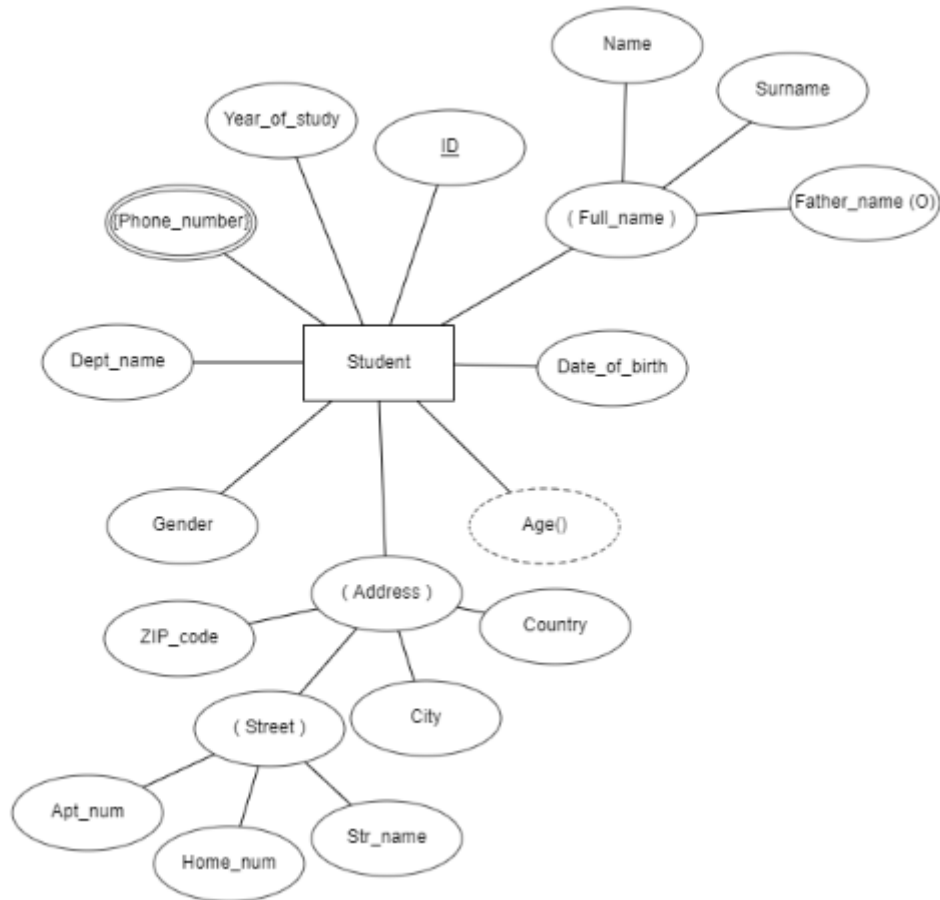 Name
Surname
Year_of_study
ID
Father_name (O)
{Phone_number}
( Full_name )
Dept_name
Student
Date_of_birth
Gender
Age()
( Address )
ZIP_code
Country
( Street )
City
Apt_num
Home_num
Str_name